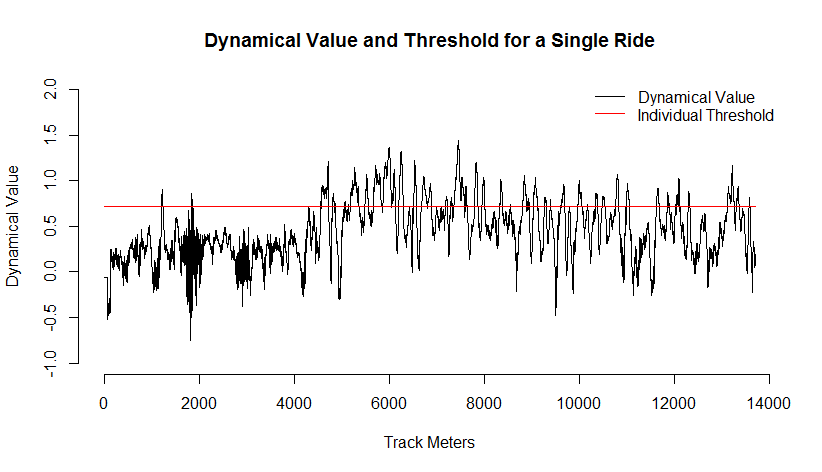 Dynamical Value and Threshold for a Single Ride
Dynamical Value
Individual Threshold
2.0
1.5
1.0
0.5
0.0
-0.5
-1.0
Dynamical Value
0 2000 4000 6000 8000 10000 12000 14000
Track Meters